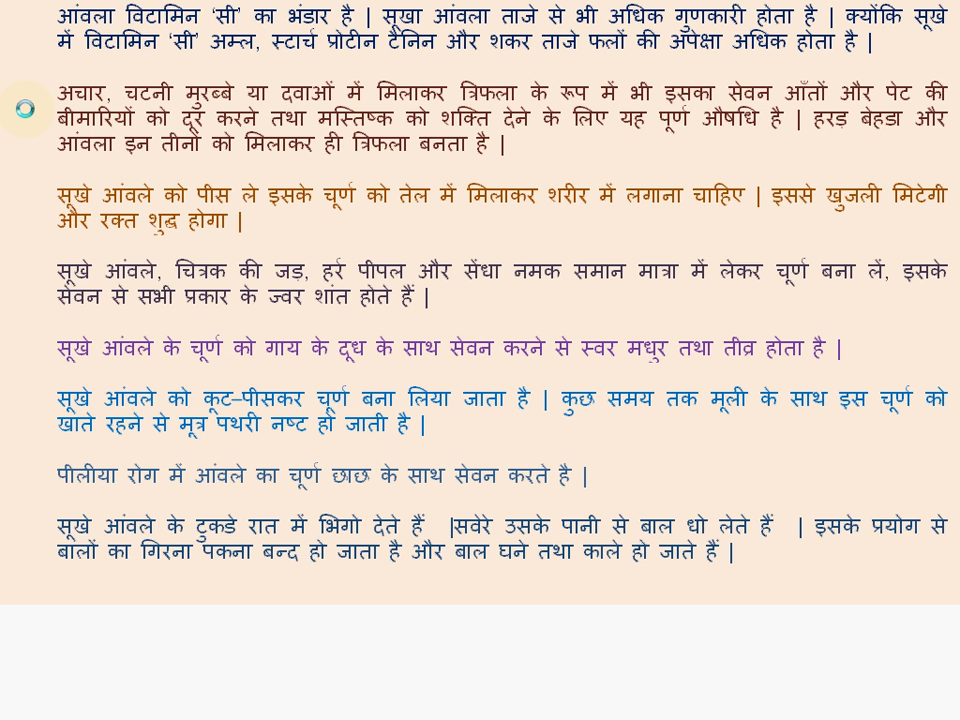 आंवला विटामिन ‘सी’ का भंडार है | सूखा आंवला ताजे से भी अधिक गुणकारी होता है | क्योंकि सूखे
में विटामिन ‘सी’ अम्ल, स्टार्च प्रोटीन टैनिन और शकर ताजे फलों की अपेक्षा अधिक होता है |
अचार, चटनी मुरब्बे या दवाओं में मिलाकर त्रिफला के रूप में भी इसका सेवन आँतों और पेट की
बीमारियों को दूर करने तथा मस्तिष्क को शक्ति देने के लिए यह पूर्ण औषधि है | हरड़ बेहडा और
आंवला इन तीनों को मिलाकर ही त्रिफला बनता है |
सूखे आंवले को पीस ले इसके चूर्ण को तेल में मिलाकर शरीर में लगाना चाहिए | इससे खुजली मिटेगी
और रक्त शुद्ध होगा |
सूखे आंवले, चित्रक की जड़, हर्र पीपल और सेंधा नमक समान मात्रा में लेकर चूर्ण बना लें, इसके
सेवन से सभी प्रकार के ज्वर शांत होते हैं |
सूखे आंवले के चूर्ण को गाय के दूध के साथ सेवन करने से स्वर मधुर तथा तीव्र होता है |
सूखे आंवले को कूट–पीसकर चूर्ण बना लिया जाता है | कुछ समय तक मूली के साथ इस चूर्ण को
खाते रहने से मूत्र पथरी नष्ट हो जाती है |
पीलीया रोग में आंवले का चूर्ण छाछ के साथ सेवन करते है |
सूखे आंवले के टुकडे रात में भिगो देते हैं |सवेरे उसके पानी से बाल धो लेते हैं | इसके प्रयोग से
बालों का गिरना पकना बन्द हो जाता है और बाल घने तथा काले हो जाते हैं |